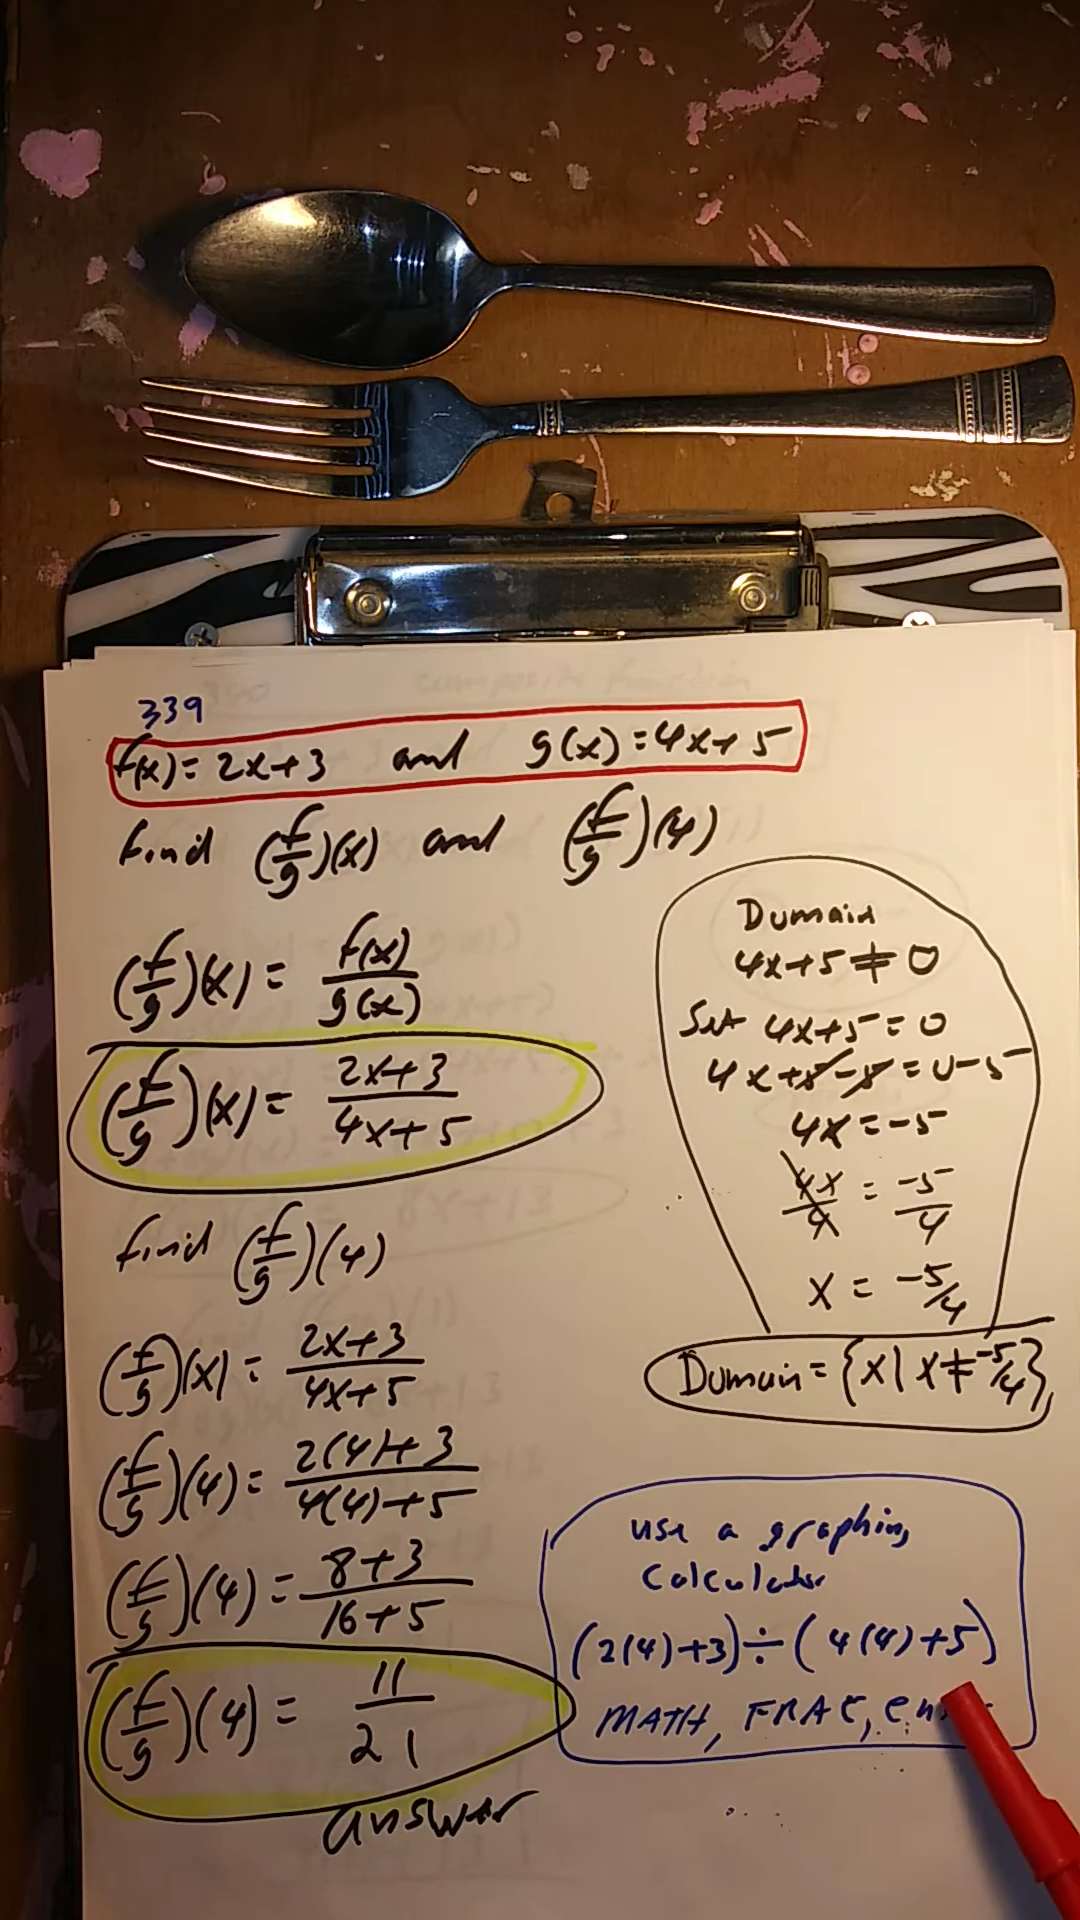 339
f(x) = 2x+3 and g(x) = 4x+5
find (f/g)(x) and (f/g)(4)
(f/g)(x) = f(x)/g(x)
(f/g)(x) = 2x+3/4x+5
find (f/g)(4)
(f/g)(x) = 2x+3/4x+5
(f/g)(4) = 2(4)+3/4(4)+5
(f/g)(4) = 8+3/16+5
(f/g)(4) = 11/21
answer
Domain
4x+5 ≠ 0
Set 4x+5 = 0
4x+5-5 = 0-5
4x = -5
4x/4 = -5/4
x = -5/4
Domain = {x| x ≠ -5/4}
use a graphing
calculator
(2(4)+3) ÷ (4(4)+5)
MATH, FRAC,